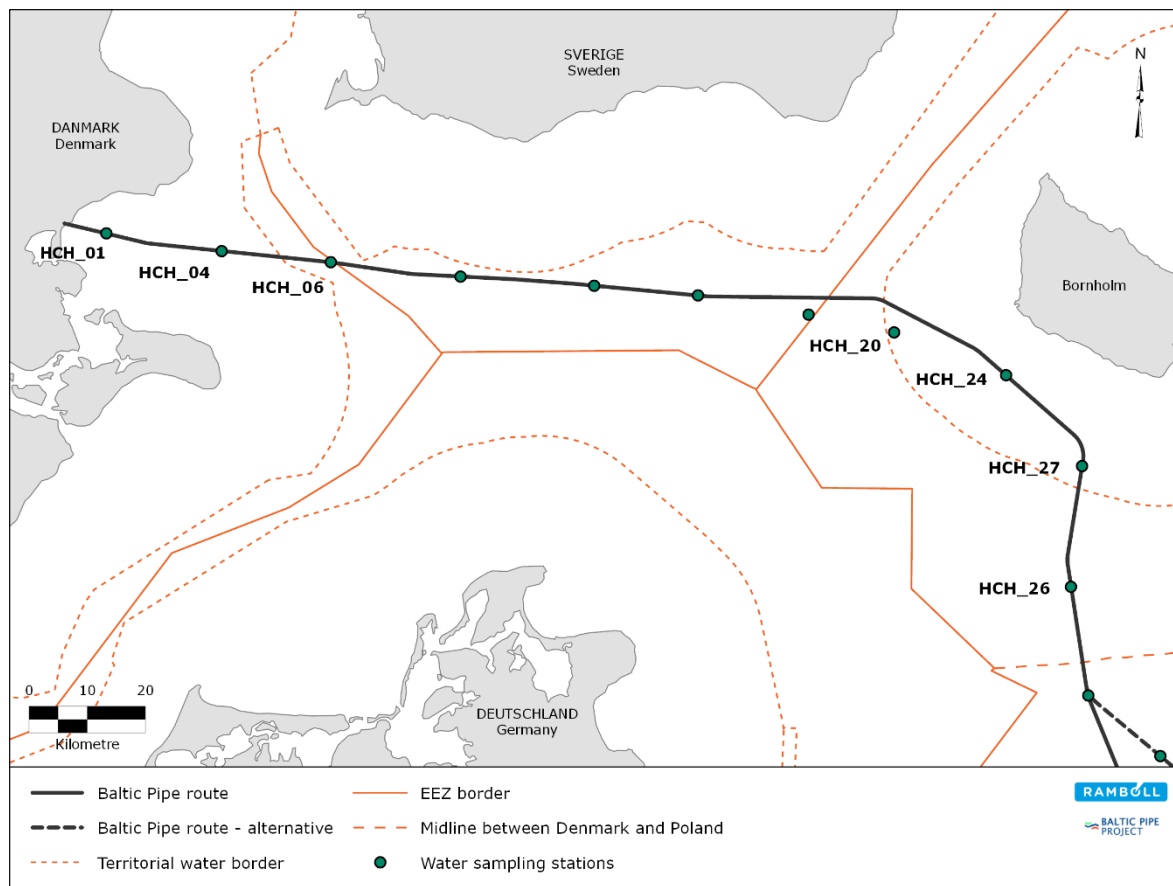 SVERIGE
Sweden
N
DANMARK
Denmark
HCH_01
HCH_04
HCH_06
Bornholm
HCH_20
HCH_24
HCH_27
HCH_26
0 10 20
Kilometre
DEUTSCHLAND
Germany
Baltic Pipe route
EEZ border
RAMBOLL
Baltic Pipe route - alternative
Midline between Denmark and Poland
BALTIC PIPE
PROJECT
Territorial water border
Water sampling stations